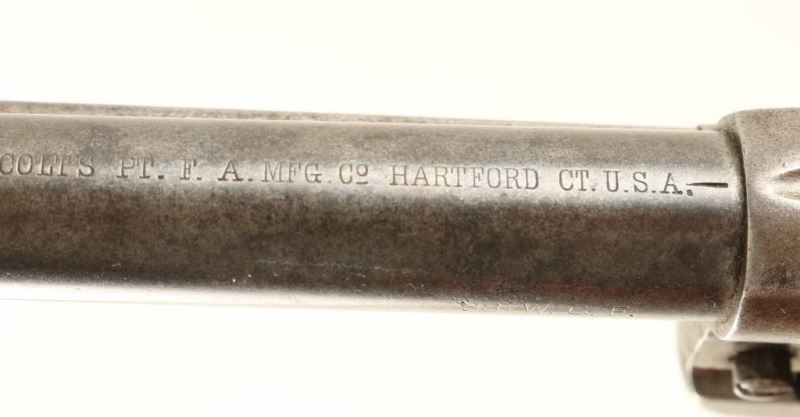 COLT'S PT. F. A. MFG Cº HARTFORD CT. U.S.A.